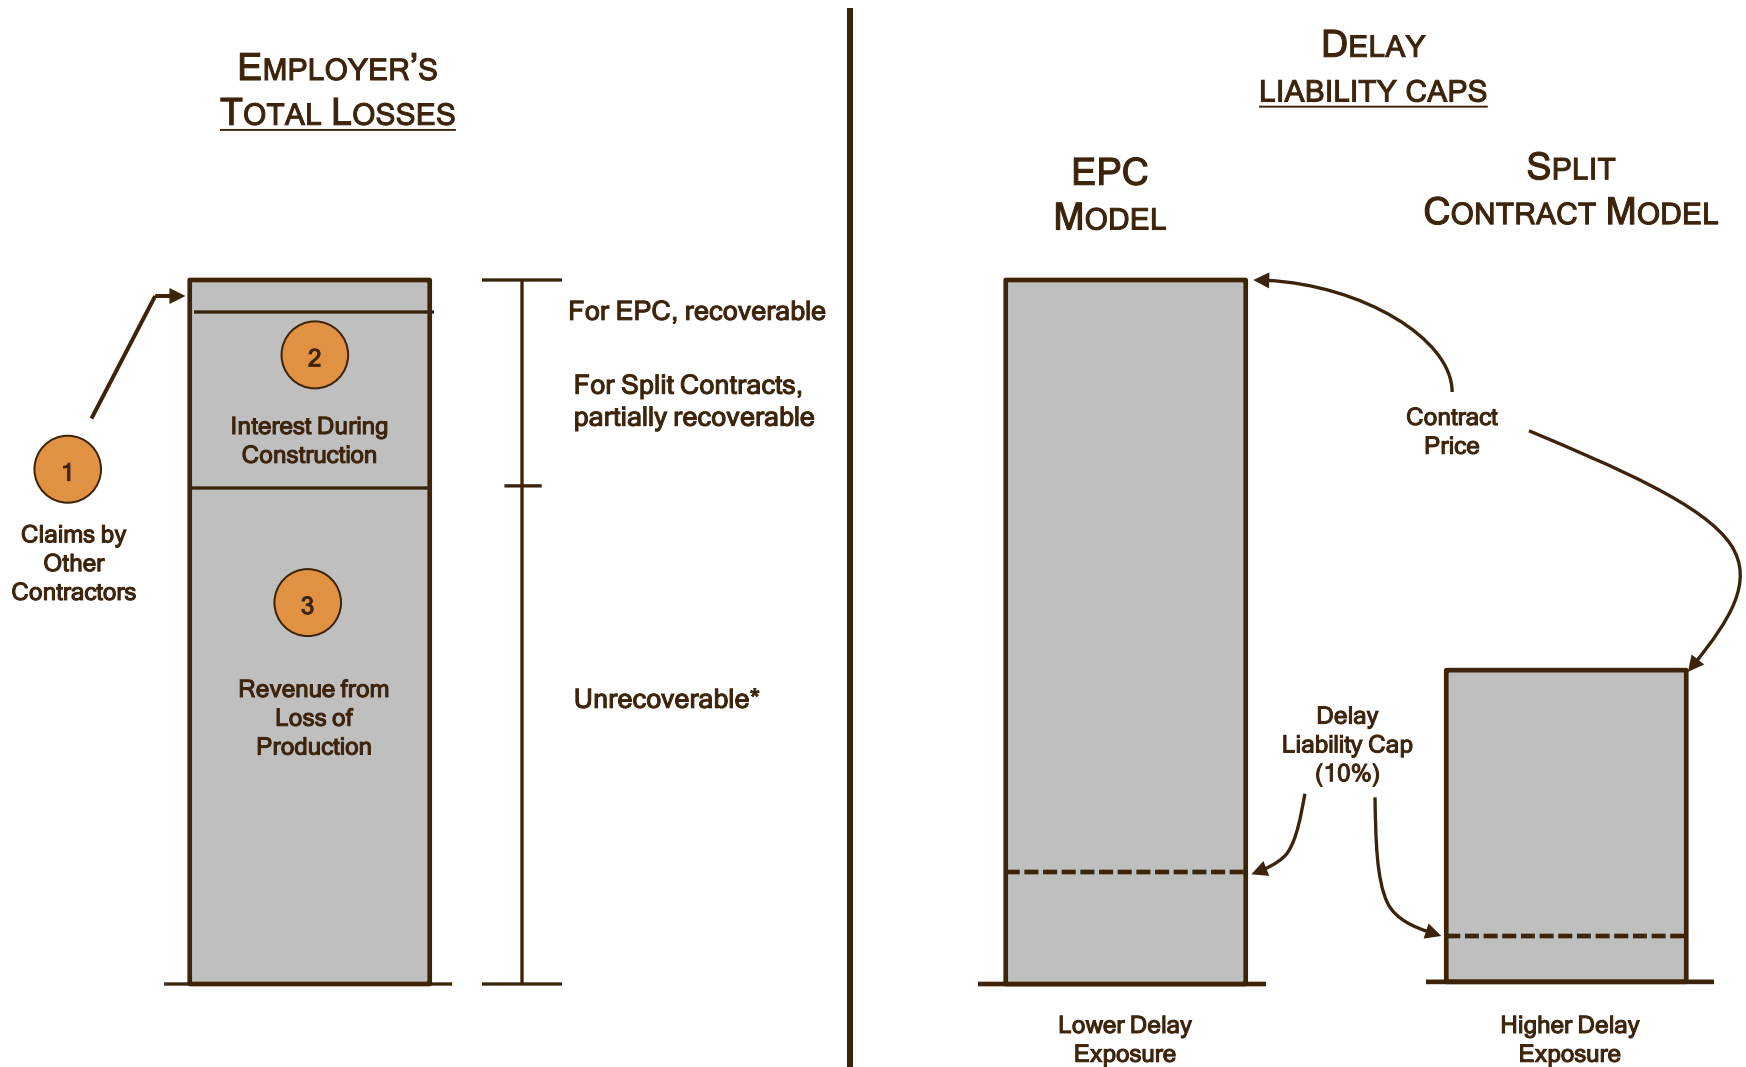 EMPLOYER'S
TOTAL LOSSES
DELAY
LIABILITY CAPS
EPC
MODEL
SPLIT
CONTRACT MODEL
1
Claims by
Other
Contractors
2
Interest During
Construction
3
Revenue from
Loss of
Production
For EPC, recoverable
For Split Contracts,
partially recoverable
Unrecoverable*
Contract
Price
Delay
Liability Cap
(10%)
Lower Delay
Exposure
Higher Delay
Exposure